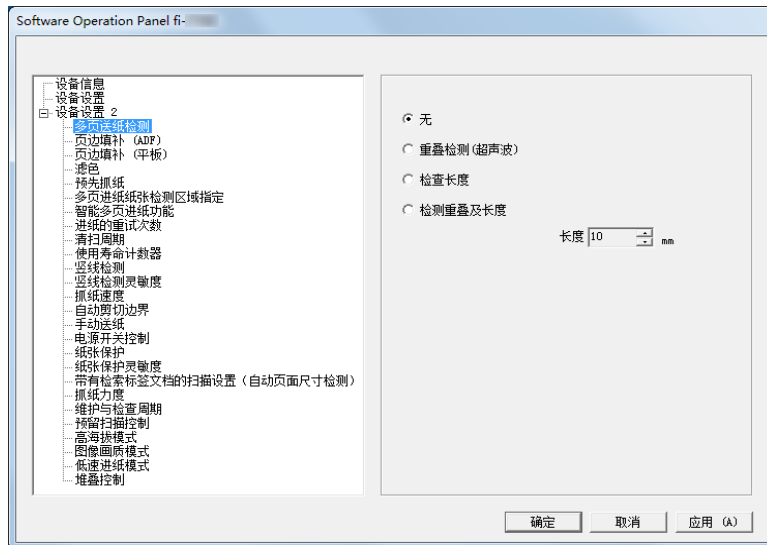 Software Operation Panel fi-
设备信息
设备设置
设备设置 2
多页送纸检测
页边填补 (ADF)
页边填补 (平板)
滤色
预先抓纸
多页进纸纸张检测区域指定
智能多页进纸功能
进纸的重试次数
清扫周期
使用寿命计数器
竖线检测
竖线检测灵敏度
抓纸速度
自动剪切边界
手动送纸
电源开关控制
纸张保护
纸张保护灵敏度
带有检索标签文档的扫描设置(自动页面尺寸检测)
抓纸力度
维护与检查周期
预留扫描控制
高海拔模式
图像画质模式
低速进纸模式
堆叠控制
无
重叠检测(超声波)
检查长度
检测重叠及长度
长度 10 mm
确定 取消 应用 (A)